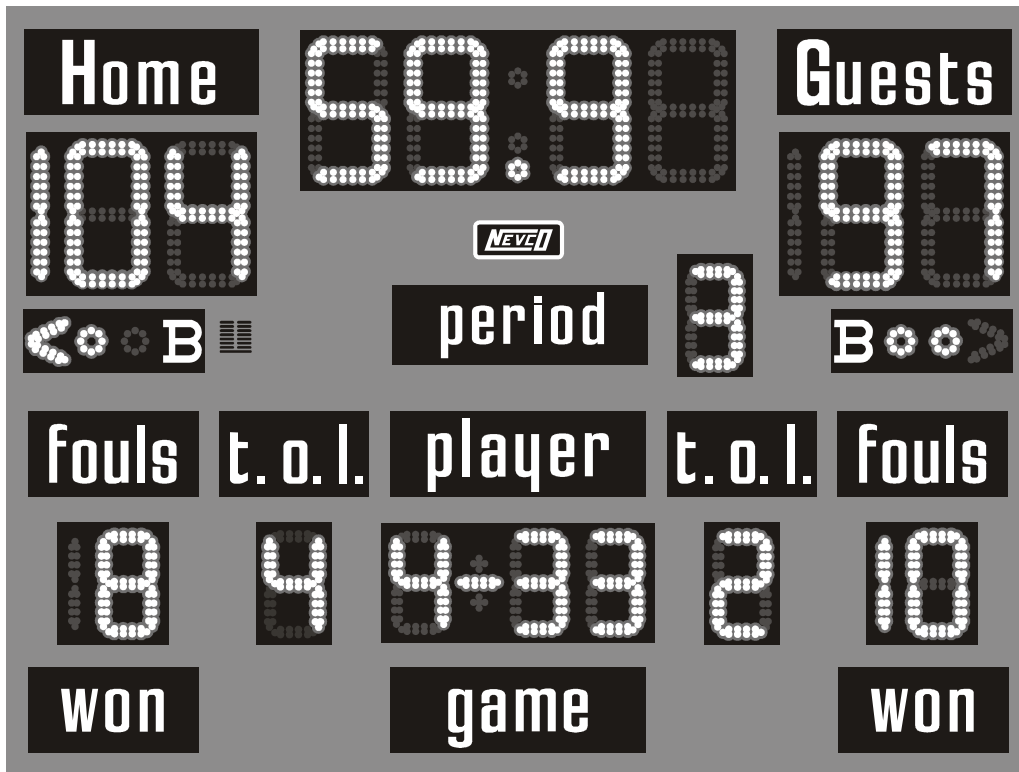 Home 59.9 Guests
104 97
NEVCO
< B period 3 B
fouls t.o.l. player t.o.l. fouls
8 4 4-33 2 10
won game won